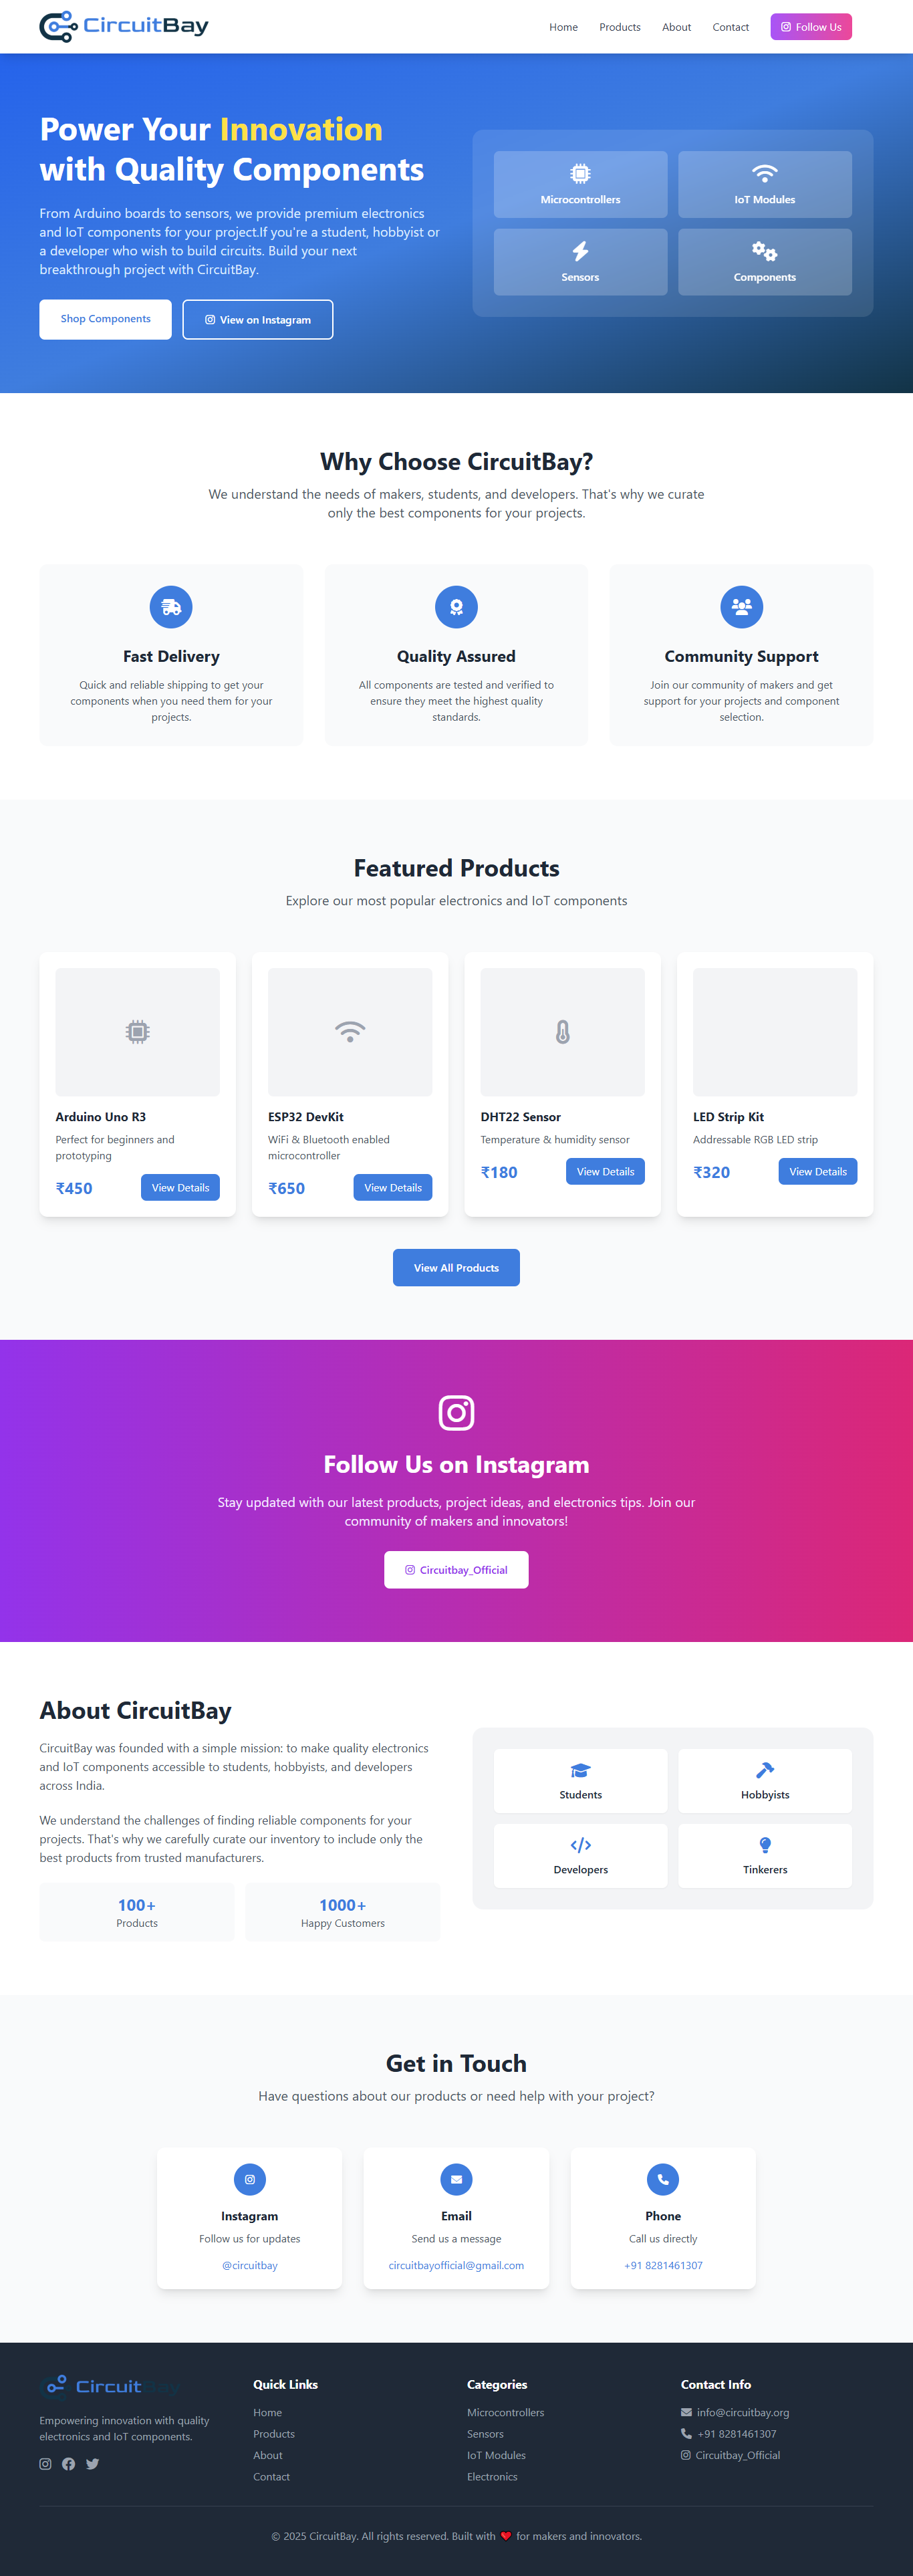 CircuitBay
Home
Products
About
Contact
Follow Us
Power Your Innovation
with Quality Components
From Arduino boards to sensors, we provide premium electronics
and IoT components for your project.If you're a student, hobbyist or
a developer who wish to build circuits. Build your next
breakthrough project with CircuitBay.
Shop Components
View on Instagram
Microcontrollers
IoT Modules
Sensors
Components
Why Choose CircuitBay?
We understand the needs of makers, students, and developers. That's why we curate
only the best components for your projects.
Fast Delivery
Quick and reliable shipping to get your
components when you need them for your
projects.
Quality Assured
All components are tested and verified to
ensure they meet the highest quality
standards.
Community Support
Join our community of makers and get
support for your projects and component
selection.
Featured Products
Explore our most popular electronics and IoT components
Arduino Uno R3
Perfect for beginners and
prototyping
₹450
View Details
ESP32 DevKit
WiFi & Bluetooth enabled
microcontroller
₹650
View Details
DHT22 Sensor
Temperature & humidity sensor
₹180
View Details
LED Strip Kit
Addressable RGB LED strip
₹320
View Details
View All Products
Follow Us on Instagram
Stay updated with our latest products, project ideas, and electronics tips. Join our
community of makers and innovators!
Circuitbay_Official
About CircuitBay
CircuitBay was founded with a simple mission: to make quality electronics
and IoT components accessible to students, hobbyists, and developers
across India.
We understand the challenges of finding reliable components for your
projects. That's why we carefully curate our inventory to include only the
best products from trusted manufacturers.
100+
Products
1000+
Happy Customers
Students
Hobbyists
Developers
Tinkerers
Get in Touch
Have questions about our products or need help with your project?
Instagram
Follow us for updates
@circuitbay
Email
Send us a message
circuitbayofficial@gmail.com
Phone
Call us directly
+91 8281461307
CircuitBay
Empowering innovation with quality
electronics and IoT components.
Quick Links
Home
Products
About
Contact
Categories
Microcontrollers
Sensors
IoT Modules
Electronics
Contact Info
info@circuitbay.org
+91 8281461307
Circuitbay_Official
© 2025 CircuitBay. All rights reserved. Built with ❤️ for makers and innovators.